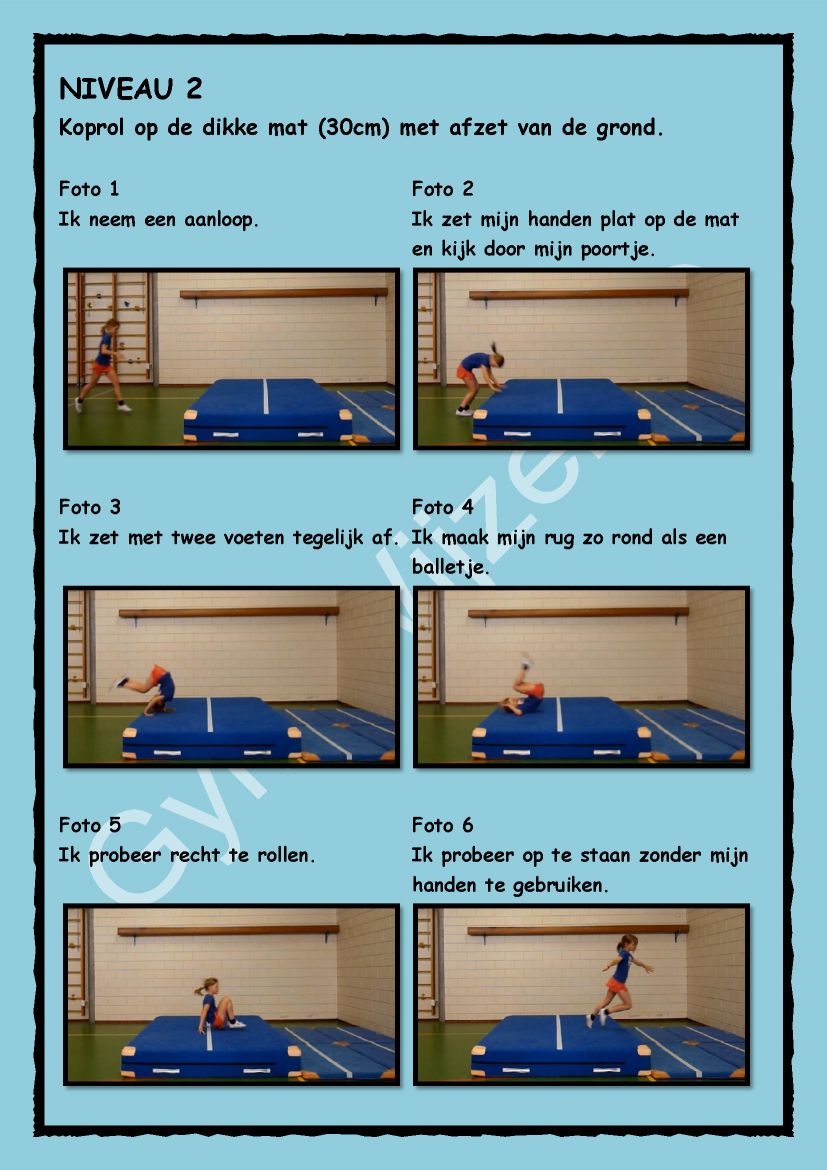 NIVEAU 2
Koprol op de dikke mat (30cm) met afzet van de grond.
Foto 1
Ik neem een aanloop.
Foto 2
Ik zet mijn handen plat op de mat
en kijk door mijn poortje.
Foto 3
Ik zet met twee voeten tegelijk af.
Foto 4
Ik maak mijn rug zo rond als een
balletje.
Foto 5
Ik probeer recht te rollen.
Foto 6
Ik probeer op te staan zonder mijn
handen te gebruiken.